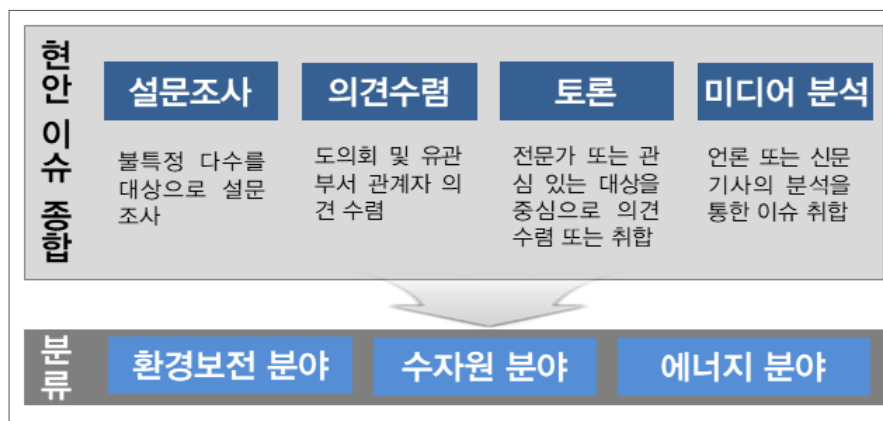 현안 이슈 종합
설문조사
불특정 다수를
대상으로 설문
조사
의견수렴
도의회 및 유관
부서 관계자 의
견 수렴
토론
전문가 또는 관
심 있는 대상을
중심으로 의견
수렴 또는 취합
미디어 분석
언론 또는 신문
기사의 분석을
통한 이슈 취합
분류
환경보전 분야
수자원 분야
에너지 분야